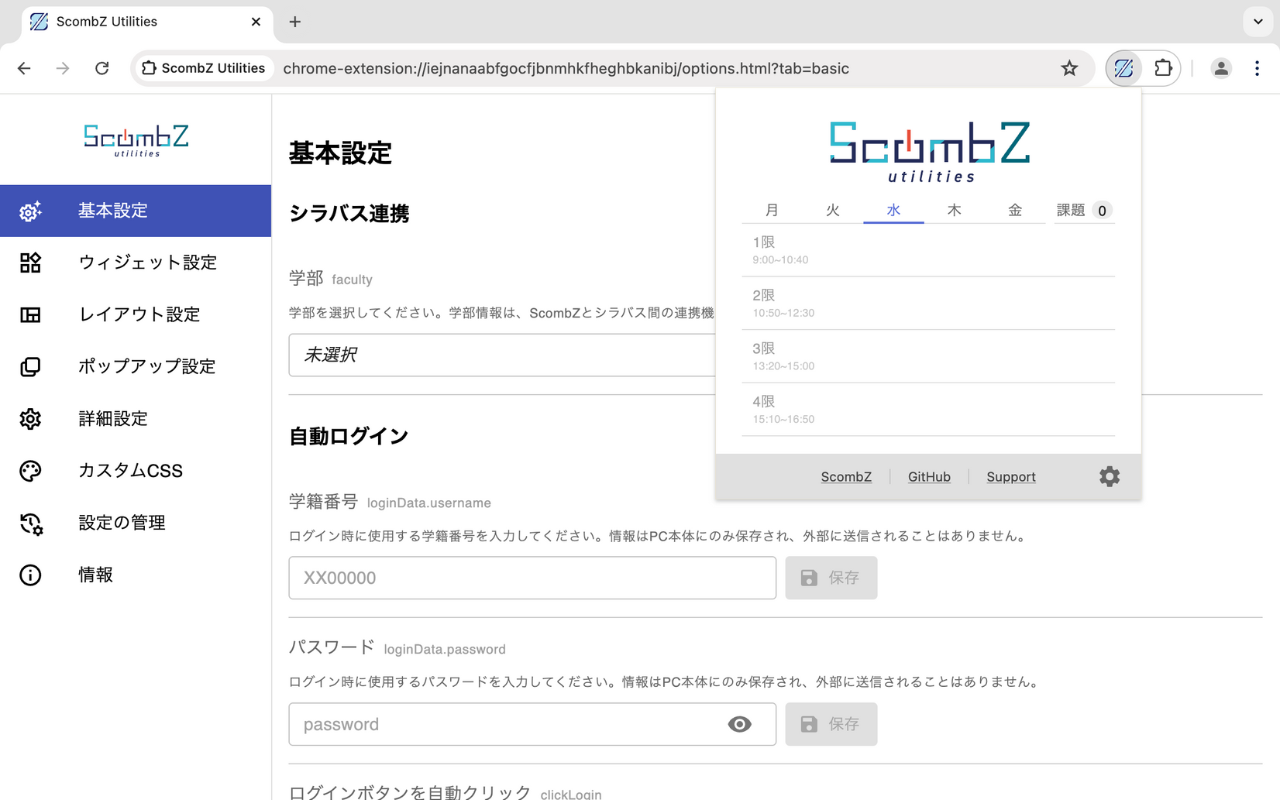 ScombZ Utilities
ScombZ Utilities
chrome-extension://iejnanaabfgocfjbnmhkfheghbkanibj/options.html?tab=basic
ScombZ
utilities
基本設定
ウィジェット設定
レイアウト設定
ポップアップ設定
詳細設定
カスタムCSS
設定の管理
情報
基本設定
シラバス連携
学部 faculty
学部を選択してください。学部情報は、ScombZとシラバス間の連携機
未選択
自動ログイン
学籍番号 loginData.username
ログイン時に使用する学籍番号を入力してください。情報はPC本体にのみ保存され、外部に送信されることはありません。
XX00000 保存
パスワード loginData.password
ログイン時に使用するパスワードを入力してください。情報はPC本体にのみ保存され、外部に送信されることはありません。
password 保存
ログインボタンを自動クリック clickLogin
ScombZ
utilities
月 火 水 木 金 課題 0
1限
9:00~10:40
2限
10:50~12:30
3限
13:20~15:00
4限
15:10~16:50
ScombZ GitHub Support